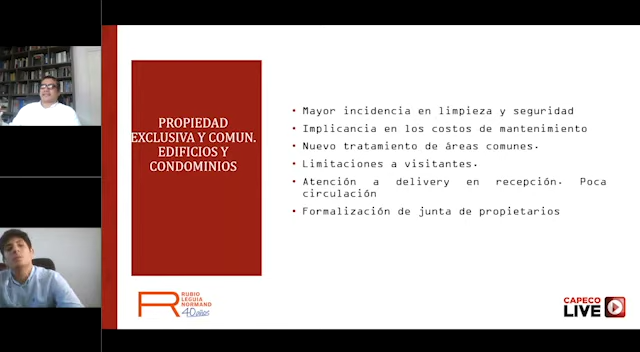 PROPIEDAD
EXCLUSIVA Y COMUN.
EDIFICIOS Y
CONDOMINIOS
• Mayor incidencia en limpieza y seguridad
• Implicancia en los costos de mantenimiento
• Nuevo tratamiento de áreas comunes.
• Limitaciones a visitantes.
• Atención a delivery en recepción. Poca
circulación
• Formalización de junta de propietarios
RUBIO
LEGUIA
NORMAND
40 años
CAPECO
LIVE